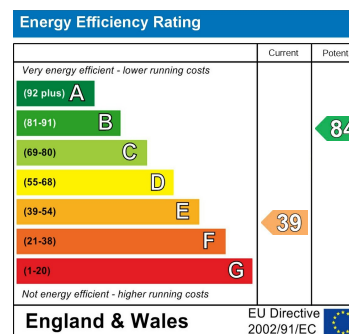 Energy Efficiency Rating
Current Potent
Very energy efficient - lower running costs
(92 plus) A
(81-91) B
84
(69-80) C
(55-68) D
(39-54) E
39
(21-38) F
(1-20) G
Not energy efficient - higher running costs
England & Wales
EU Directive
2002/91/EC